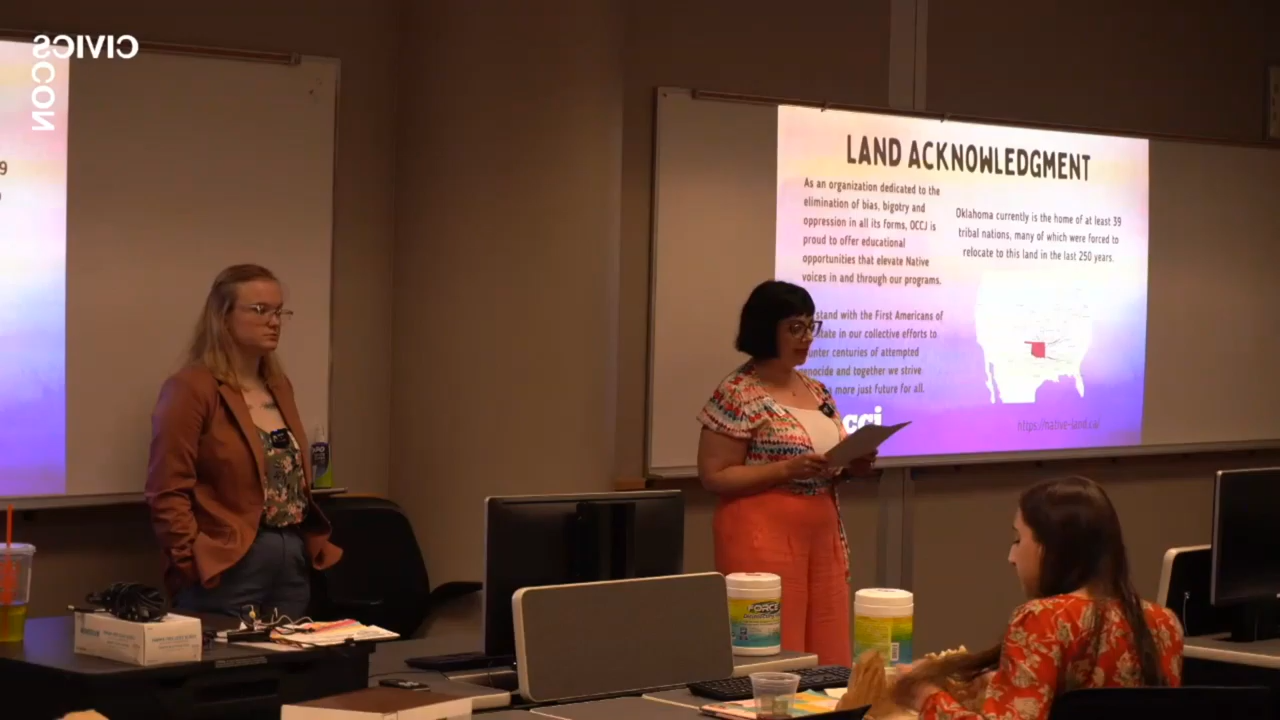 CIVICS
CON
9
LAND ACKNOWLEDGMENT
As an organization dedicated to the
elimination of bias, bigotry and
oppression in all its forms, OCCJ is
proud to offer educational
opportunities that elevate Native
voices in and through our programs.
stand with the First Americans of
state in our collective efforts to
centuries of attempted
and together we strive
a more just future for all.
Oklahoma currently is the home of at least 39
tribal nations, many of which were forced to
relocate to this land in the last 250 years.
https://native-land.ca/
ccj
FORCE